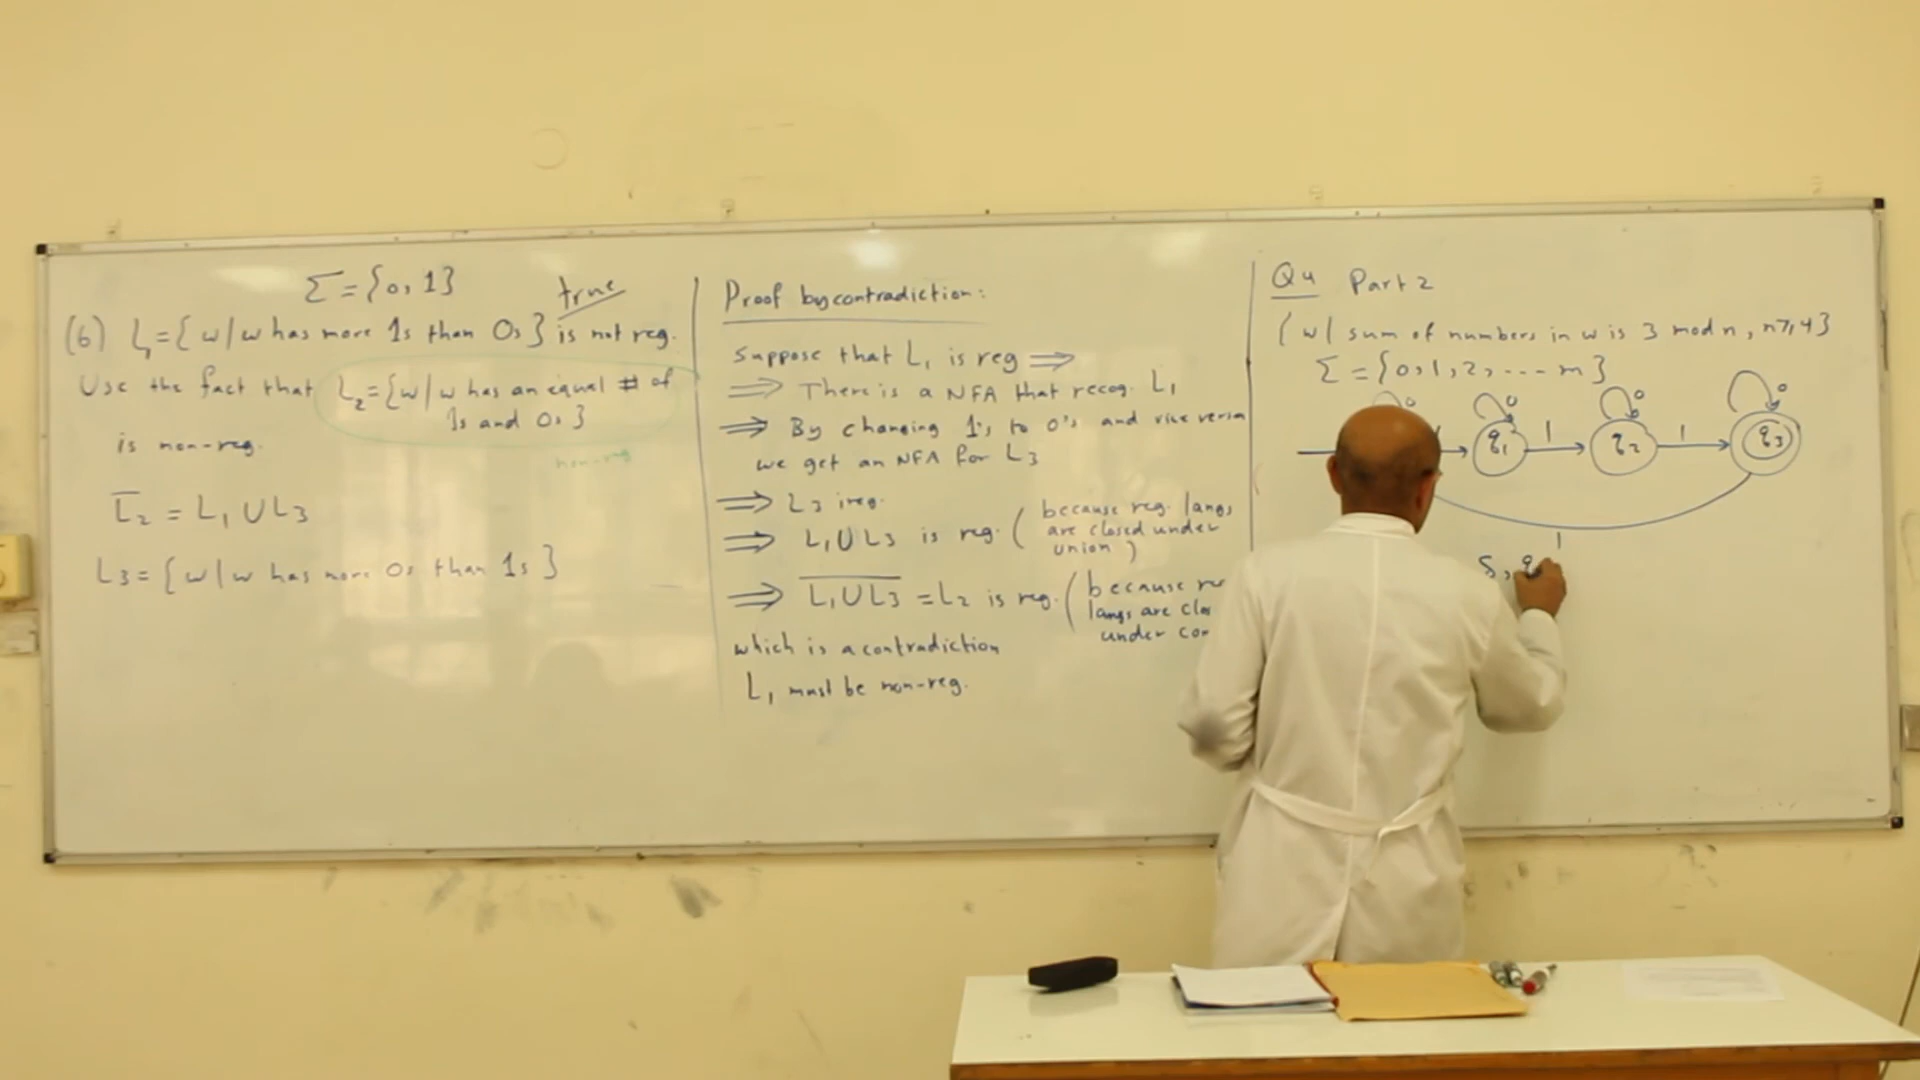 Σ = {0, 1}
true
(6) L₁ = { w | w has more 1s than 0s } is not reg.
Use the fact that L₂ = { w | w has an equal # of
1s and 0s }
is non-reg.
non-reg
L̅₂ = L₁ ∪ L₃
L₃ = { w | w has more 0s than 1s }
Proof by contradiction:
suppose that L₁ is reg ⇒
⇒ There is a NFA that recog. L₁
⇒ By changing 1's to 0's and vice versa
we get an NFA for L₃
⇒ L₃ is reg.
⇒ L₁ ∪ L₃ is reg. ( because reg. langs
are closed under
union )
⇒ \overline{L₁ ∪ L₃} = L₂ is reg. ( because re
langs are clo
under co
which is a contradiction
L₁ must be non-reg.
Q4 Part 2
{ w | sum of numbers in w is 3 mod n, n ≥ 4 }
Σ = {0, 1, 2, ... m}
0 0 0 0
q₁ 1 q₂ 1 q₃
1